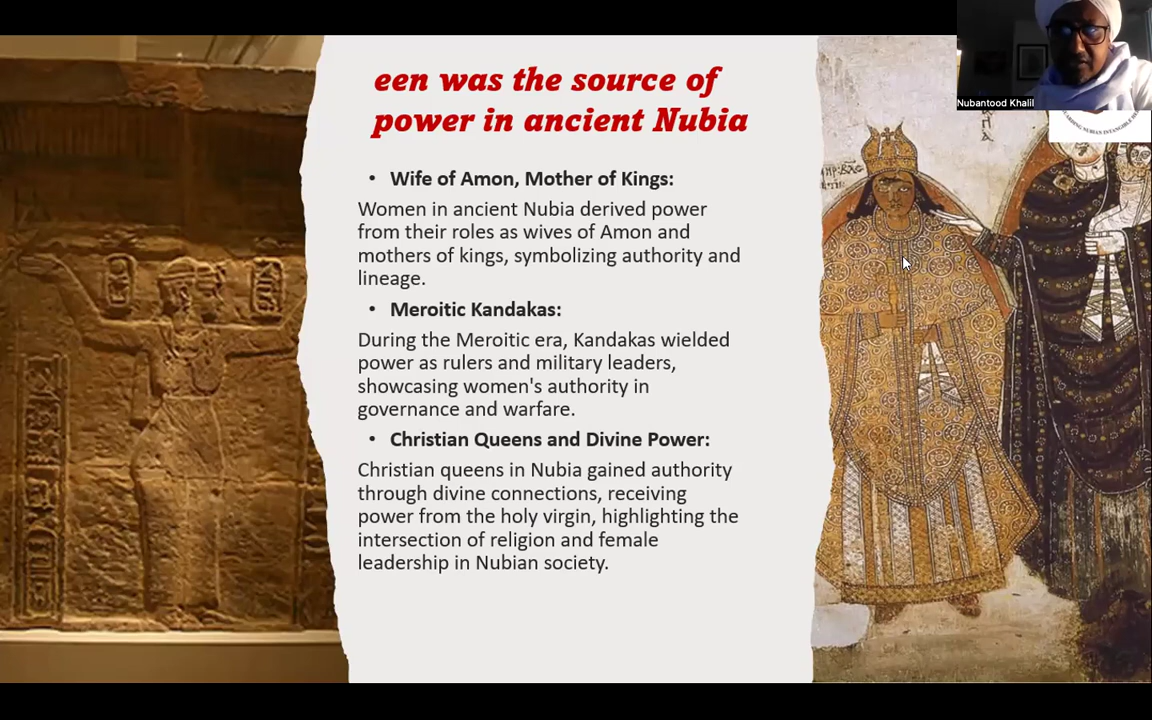 een was the source of
power in ancient Nubia
• Wife of Amon, Mother of Kings:
Women in ancient Nubia derived power
from their roles as wives of Amon and
mothers of kings, symbolizing authority and
lineage.
• Meroitic Kandakas:
During the Meroitic era, Kandakas wielded
power as rulers and military leaders,
showcasing women's authority in
governance and warfare.
• Christian Queens and Divine Power:
Christian queens in Nubia gained authority
through divine connections, receiving
power from the holy virgin, highlighting the
intersection of religion and female
leadership in Nubian society.
Nubantood Khalil